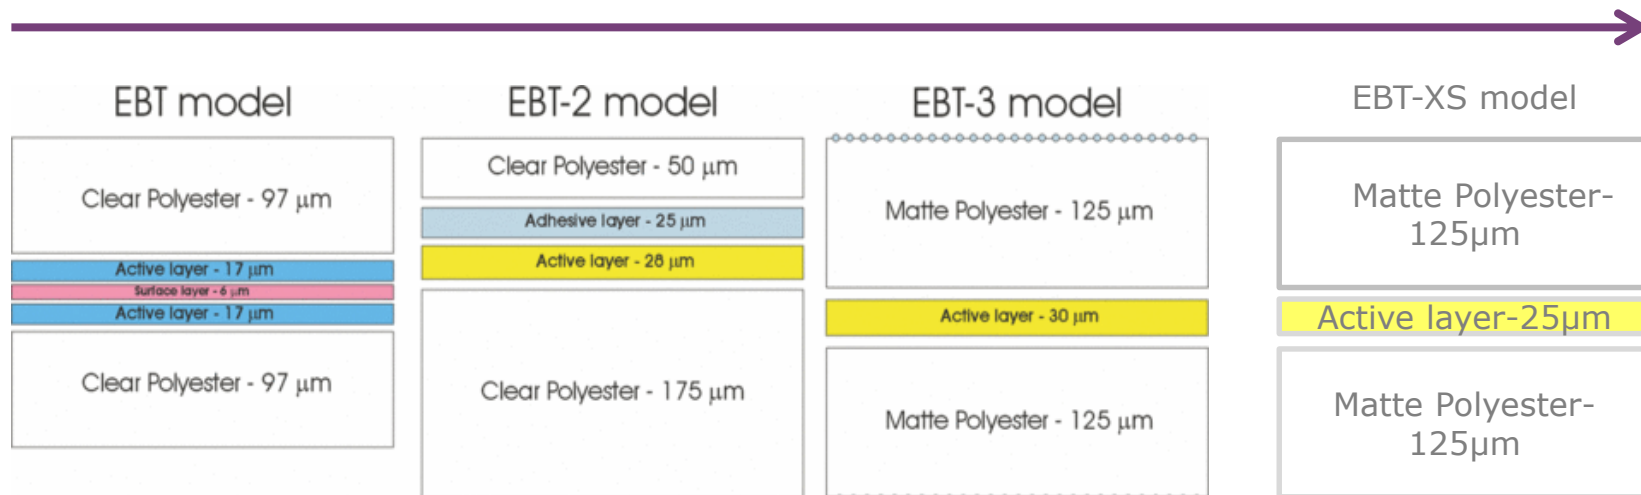 EBT model
Clear Polyester - 97 μm
Active layer - 17 μm
Surface layer - 6 μm
Active layer - 17 μm
Clear Polyester - 97 μm
EBT-2 model
Clear Polyester - 50 μm
Adhesive layer - 25 μm
Active layer - 28 μm
Clear Polyester - 175 μm
EBT-3 model
Matte Polyester - 125 μm
Active layer - 30 μm
Matte Polyester - 125 μm
EBT-XS model
Matte Polyester-
125μm
Active layer-25μm
Matte Polyester-
125μm